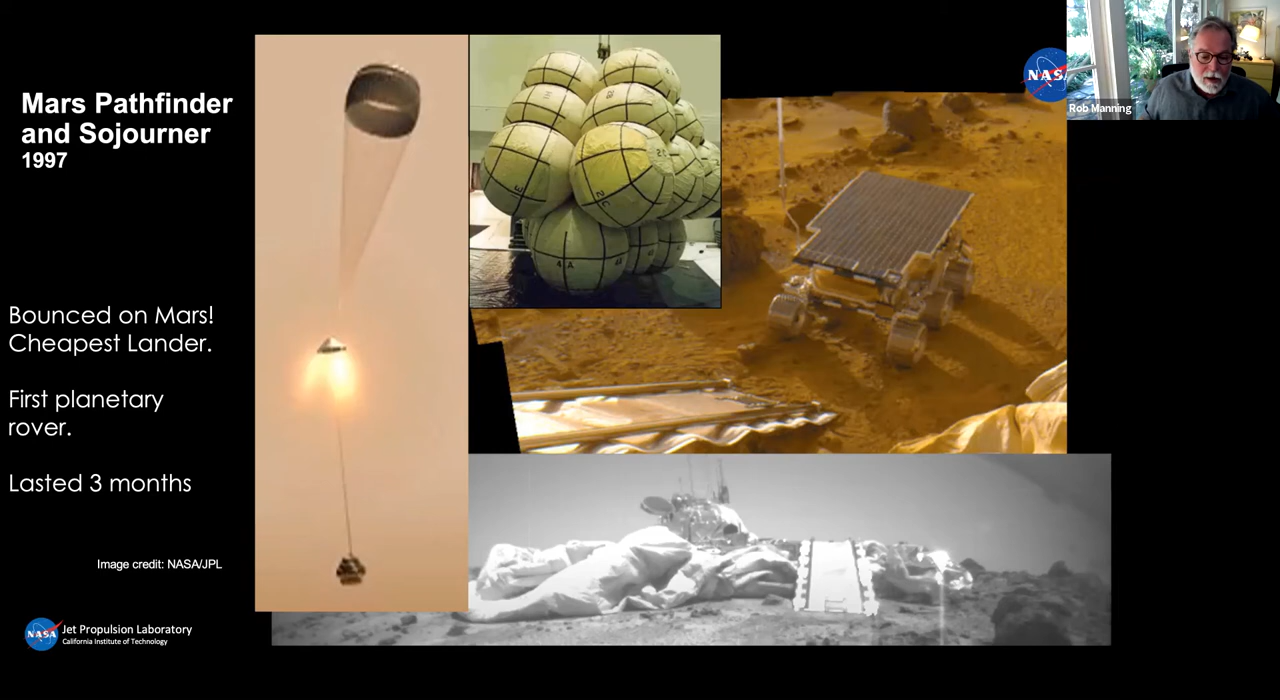 Mars Pathfinder
and Sojourner
1997
Bounced on Mars!
Cheapest Lander.
First planetary
rover.
Lasted 3 months
Image credit: NASA/JPL
NASA
Jet Propulsion Laboratory
California Institute of Technology
NASA
Rob Manning
4 A